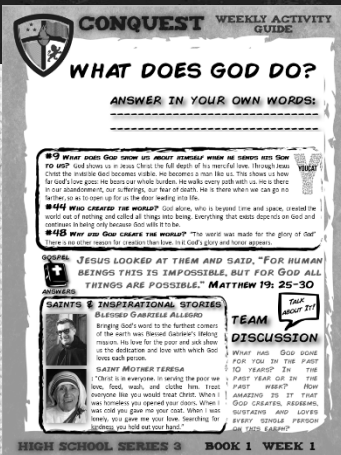 CONQUEST
WEEKLY ACTIVITY
GUIDE
WHAT DOES GOD DO?
ANSWER IN YOUR OWN WORDS:
#9 WHAT DOES GOD SHOW US ABOUT HIMSELF WHEN HE SENDS HIS SON
TO US? God shows us in Jesus Christ the full depth of his merciful love. Through Jesus
Christ the invisible God becomes visible. He becomes a man like us. This shows us how
far God's love goes: He bears our whole burden. He walks every path with us. He is there
in our abandonment, our sufferings, our fear of death. He is there when we can go no
farther, so as to open up for us the door leading into life.
#44 WHO CREATED THE WORLD? God alone, who is beyond time and space, created the
world out of nothing and called all things into being. Everything that exists depends on God and
continues in being only because God wills it to be.
#48 WHY DID GOD CREATE THE WORLD? "The world was made for the glory of God"
There is no other reason for creation than love. In it God's glory and honor appears.
YOUCAT
GOSPEL
ANSWERS
JESUS LOOKED AT THEM AND SAID, "FOR HUMAN
BEINGS THIS IS IMPOSSIBLE, BUT FOR GOD ALL
THINGS ARE POSSIBLE." MATTHEW 19: 25-30
SAINTS & INSPIRATIONAL STORIES
BLESSED GABRIELE ALLEGRO
Bringing God's word to the furthest corners
of the earth was Blessed Gabriele's lifelong
mission. His love for the poor and sick show
us the dedication and love with which God
loves each person.
SAINT MOTHER TERESA
"Christ is in everyone. In serving the poor we
love, feed, wash, and clothe him. Treat
everyone like you would treat Christ. When I
was homeless you opened your doors. When I
was cold you gave me your coat. When I was
lonely, you gave me your love. Searching for
kindness, you held out your hand."
TALK
ABOUT IT!
TEAM
DISCUSSION
WHAT HAS GOD DONE
FOR YOU IN THE PAST
10 YEARS? IN THE
PAST YEAR OR IN THE
PAST WEEK? HOW
AMAZING IS IT THAT
GOD CREATES, REDEEMS,
SUSTAINS AND LOVES
EVERY SINGLE PERSON
ON THIS EARTH?
HIGH SCHOOL SERIES 3
BOOK 1 WEEK 1